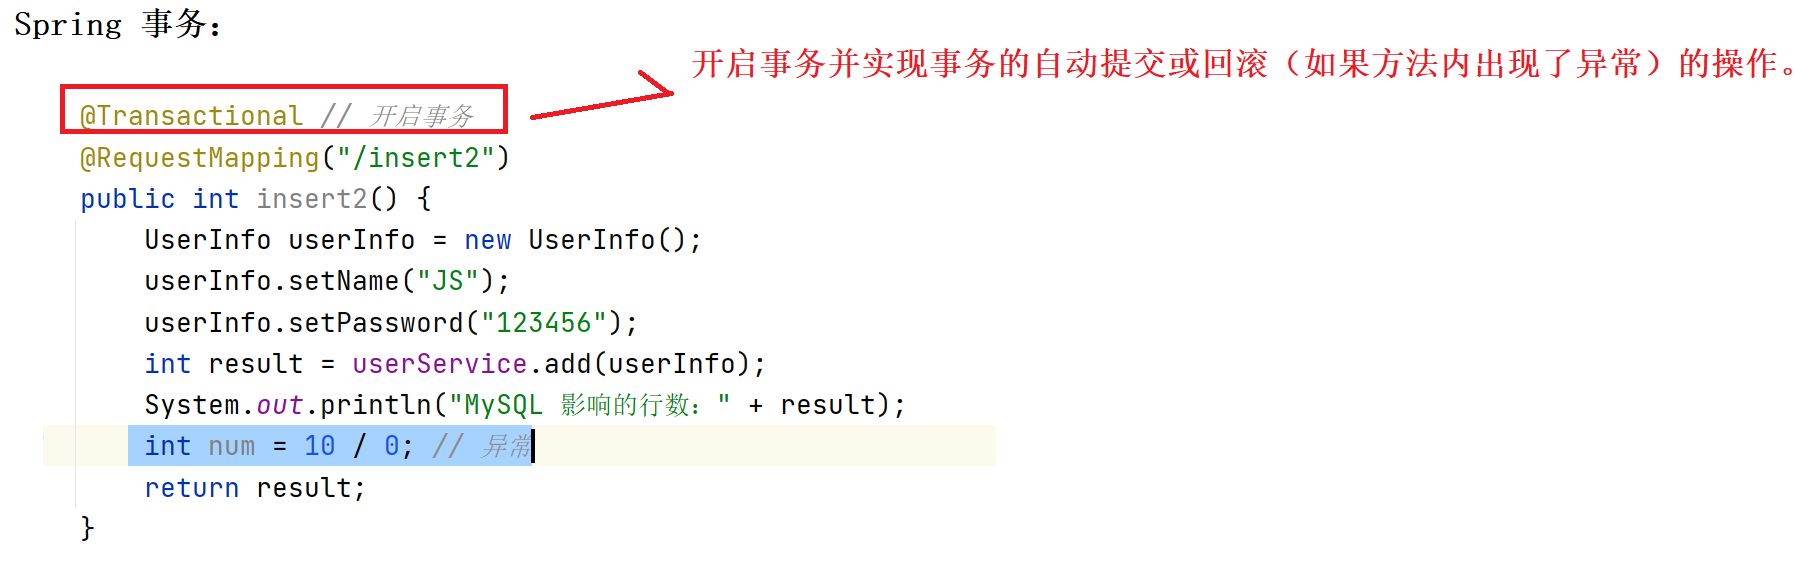 Spring 事务：
开启事务并实现事务的自动提交或回滚（如果方法内出现了异常）的操作。
@Transactional // 开启事务
@RequestMapping("/insert2")
public int insert2() {
UserInfo userInfo = new UserInfo();
userInfo.setName("JS");
userInfo.setPassword("123456");
int result = userService.add(userInfo);
System.out.println("MySQL 影响的行数：" + result);
int num = 10 / 0; // 异常
return result;
}